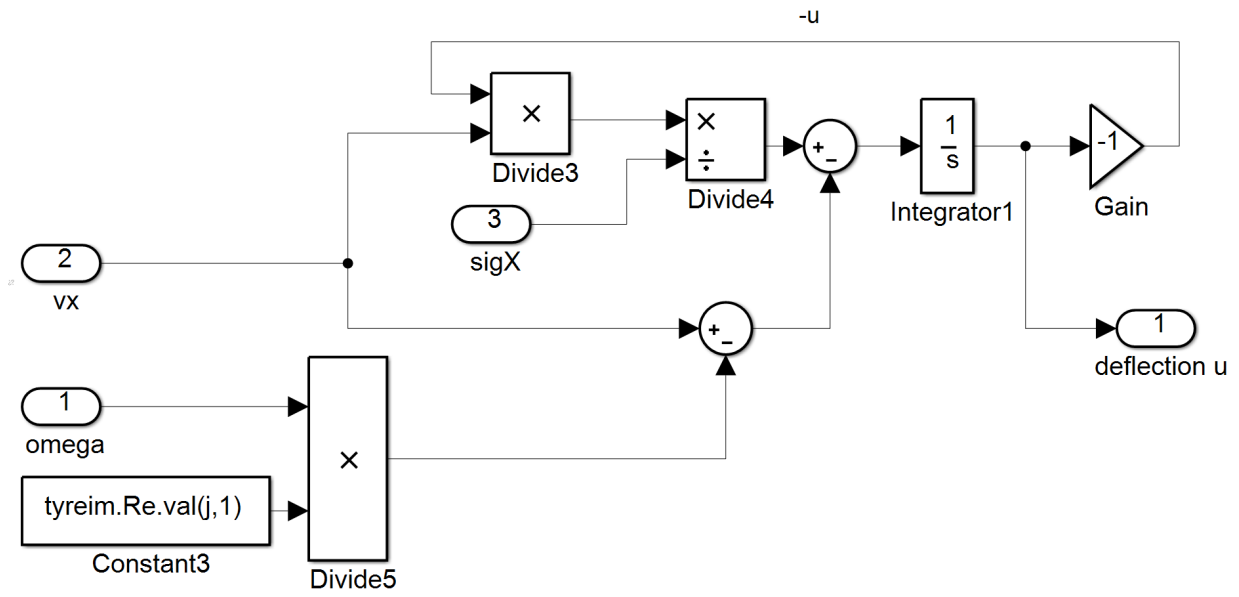 -u
×
Divide3
×
÷
Divide4
+
−
1
s
Integrator1
-1
Gain
3
sigX
2
vx
+
−
1
deflection u
1
omega
×
Divide5
tyreim.Re.val(j,1)
Constant3